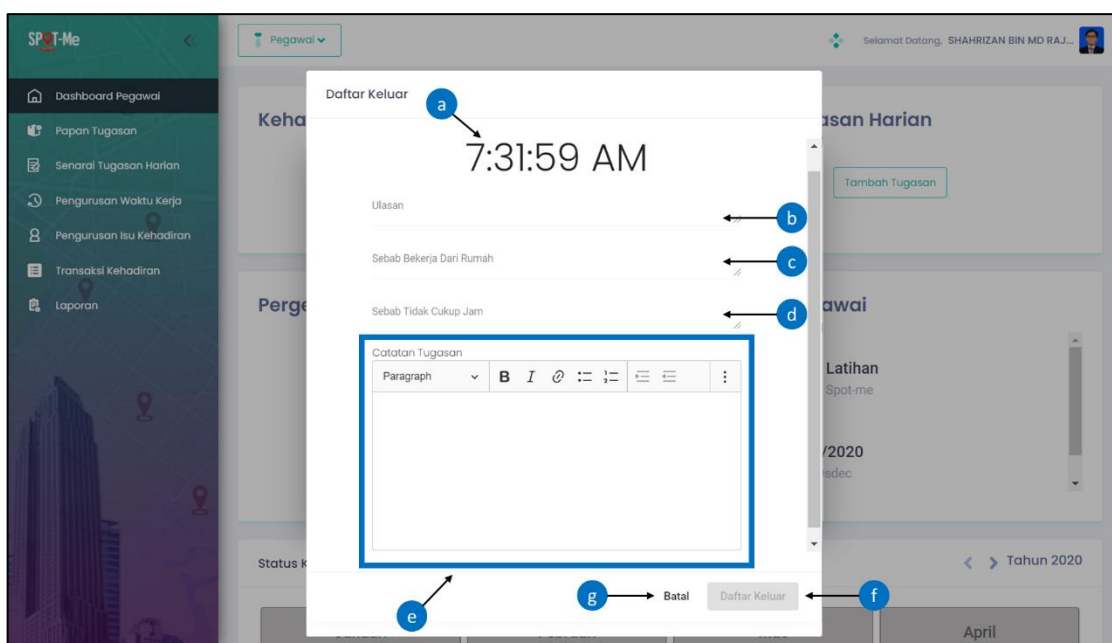 SPOT-Me
Pegawai
Selamat Datang, SHAHRIZAN BIN MD RAJ...
Dashboard Pegawai
Papan Tugasan
Senarai Tugasan Harian
Pengurusan Waktu Kerja
Pengurusan Isu Kehadiran
Transaksi Kehadiran
Laporan
Keha
asan Harian
Tambah Tugasan
Daftar Keluar
a
7:31:59 AM
Ulasan
b
Sebab Bekerja Dari Rumah
c
Sebab Tidak Cukup Jam
d
Catatan Tugasan
Paragraph
B I
e
g
Batal
Daftar Keluar
f
Perge
awai
Latihan
Spot-me
/2020
sdec
Status K
Tahun 2020
April